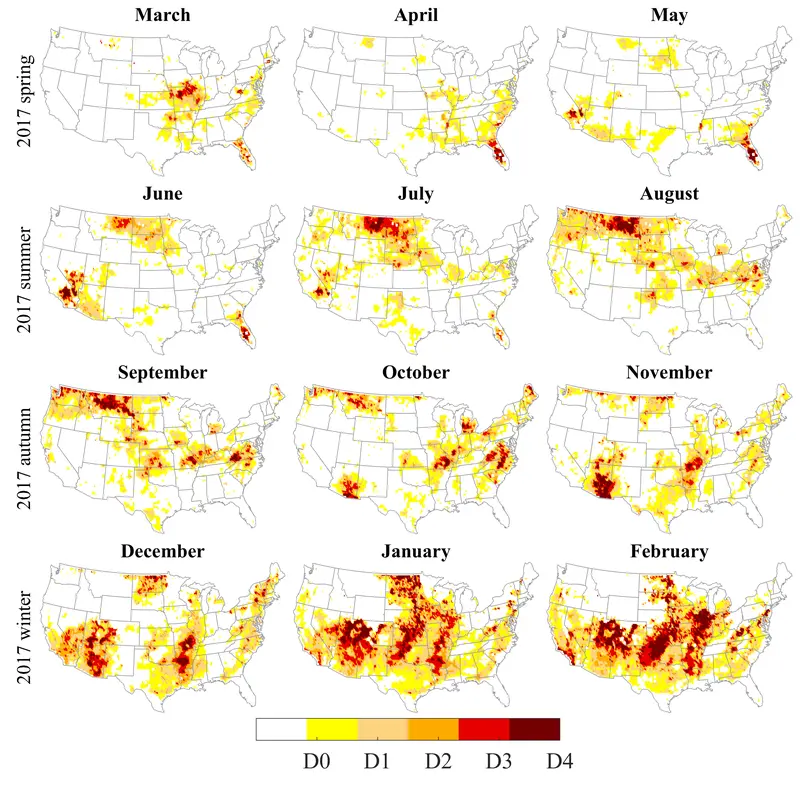 March April May
2017 spring
June July August
2017 summer
September October November
2017 autumn
December January February
2017 winter
D0 D1 D2 D3 D4